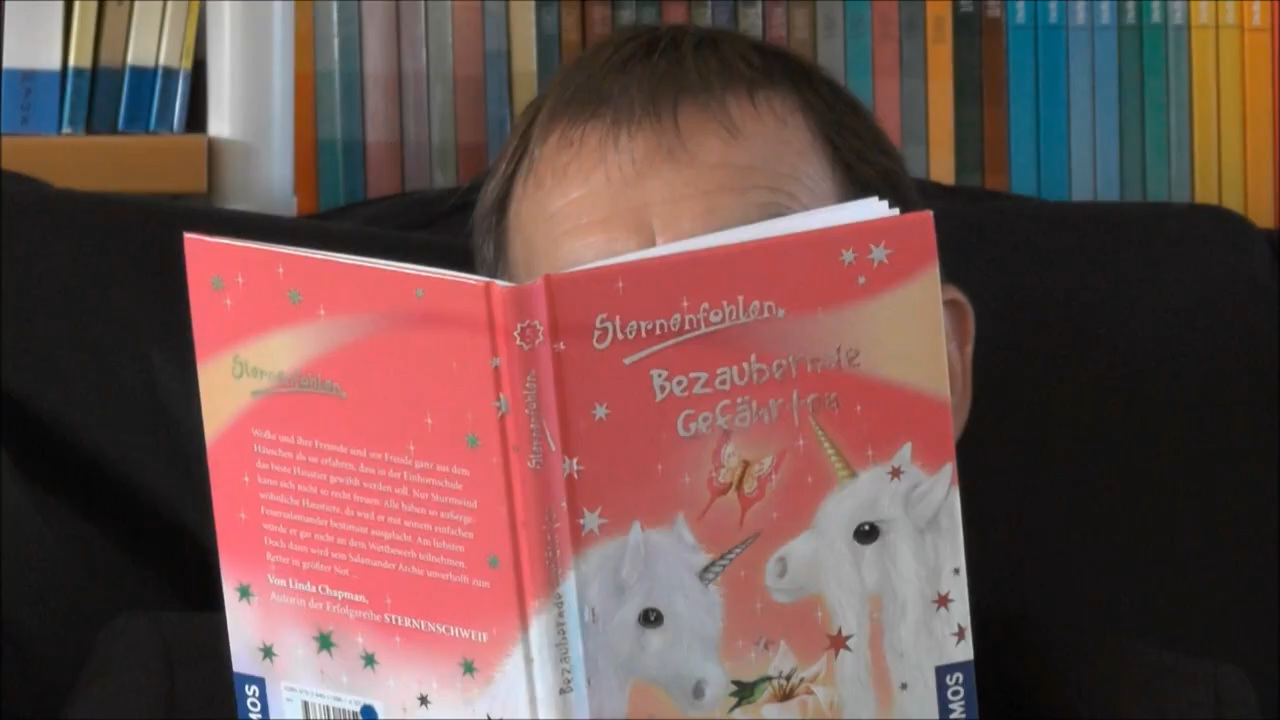 Sternenfohlen
Wolke und ihre Freunde sind vor Freude ganz aus dem
Häuschen als sie erfahren, dass in der Einhornschule
das beste Haustier gewählt werden soll. Nur Sturmwind
kann sich nicht so recht freuen. Alle haben so außerge-
wöhnliche Haustiere, da wird er mit seinem einfachen
Feuersalamander bestimmt ausgelacht. Am liebsten
würde er gar nicht an dem Wettbewerb teilnehmen.
Doch dann wird sein Salamander Archie unverhofft zum
Retter in größter Not ...
Von Linda Chapman,
Autorin der Erfolgsreihe STERNENSCHWEIF
Sternenfohlen
Bezaubernde
Sternenfohlen
Bezaubernde
Gefährten